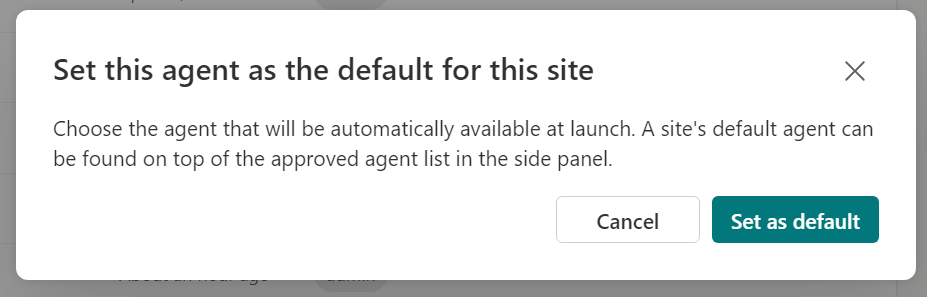 Set this agent as the default for this site
Choose the agent that will be automatically available at launch. A site's default agent can
be found on top of the approved agent list in the side panel.
Cancel
Set as default